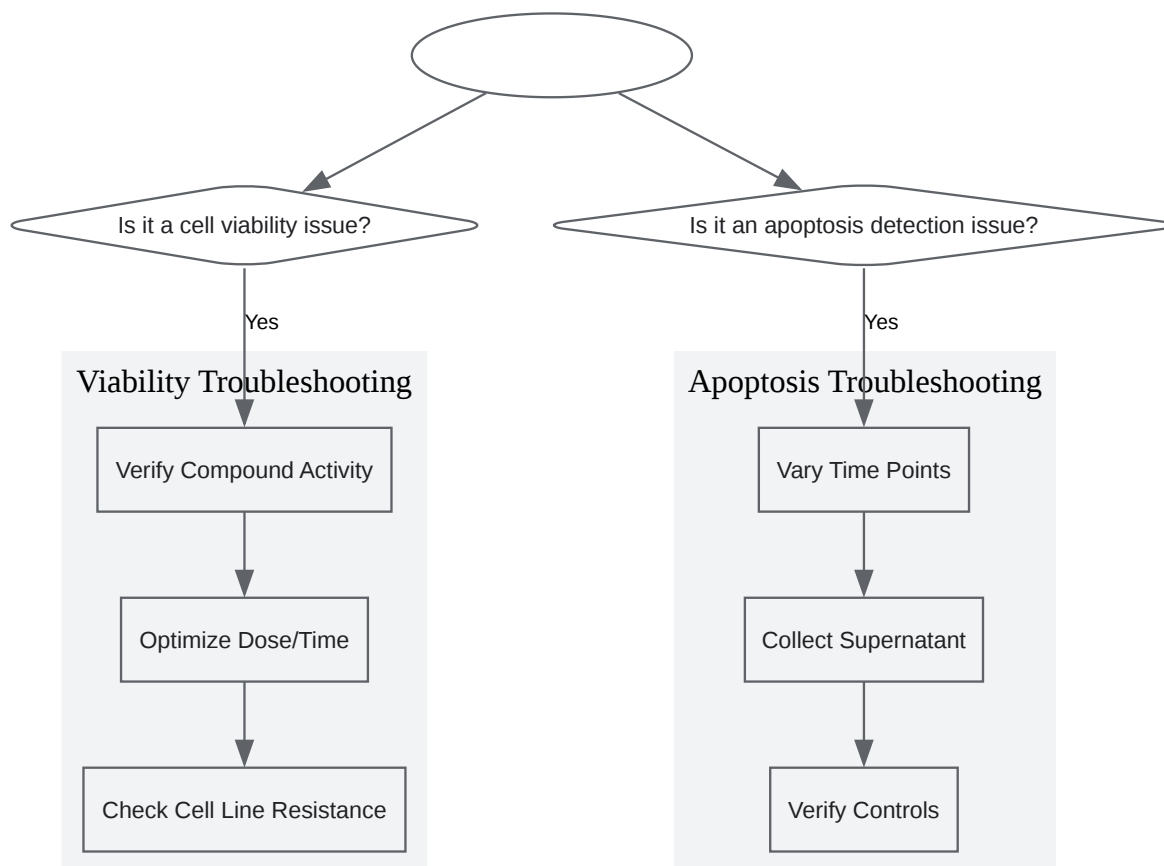 Is it a cell viability issue?
Is it an apoptosis detection issue?
Yes
Yes
Viability Troubleshooting
Apoptosis Troubleshooting
Verify Compound Activity
Vary Time Points
Optimize Dose/Time
Collect Supernatant
Check Cell Line Resistance
Verify Controls